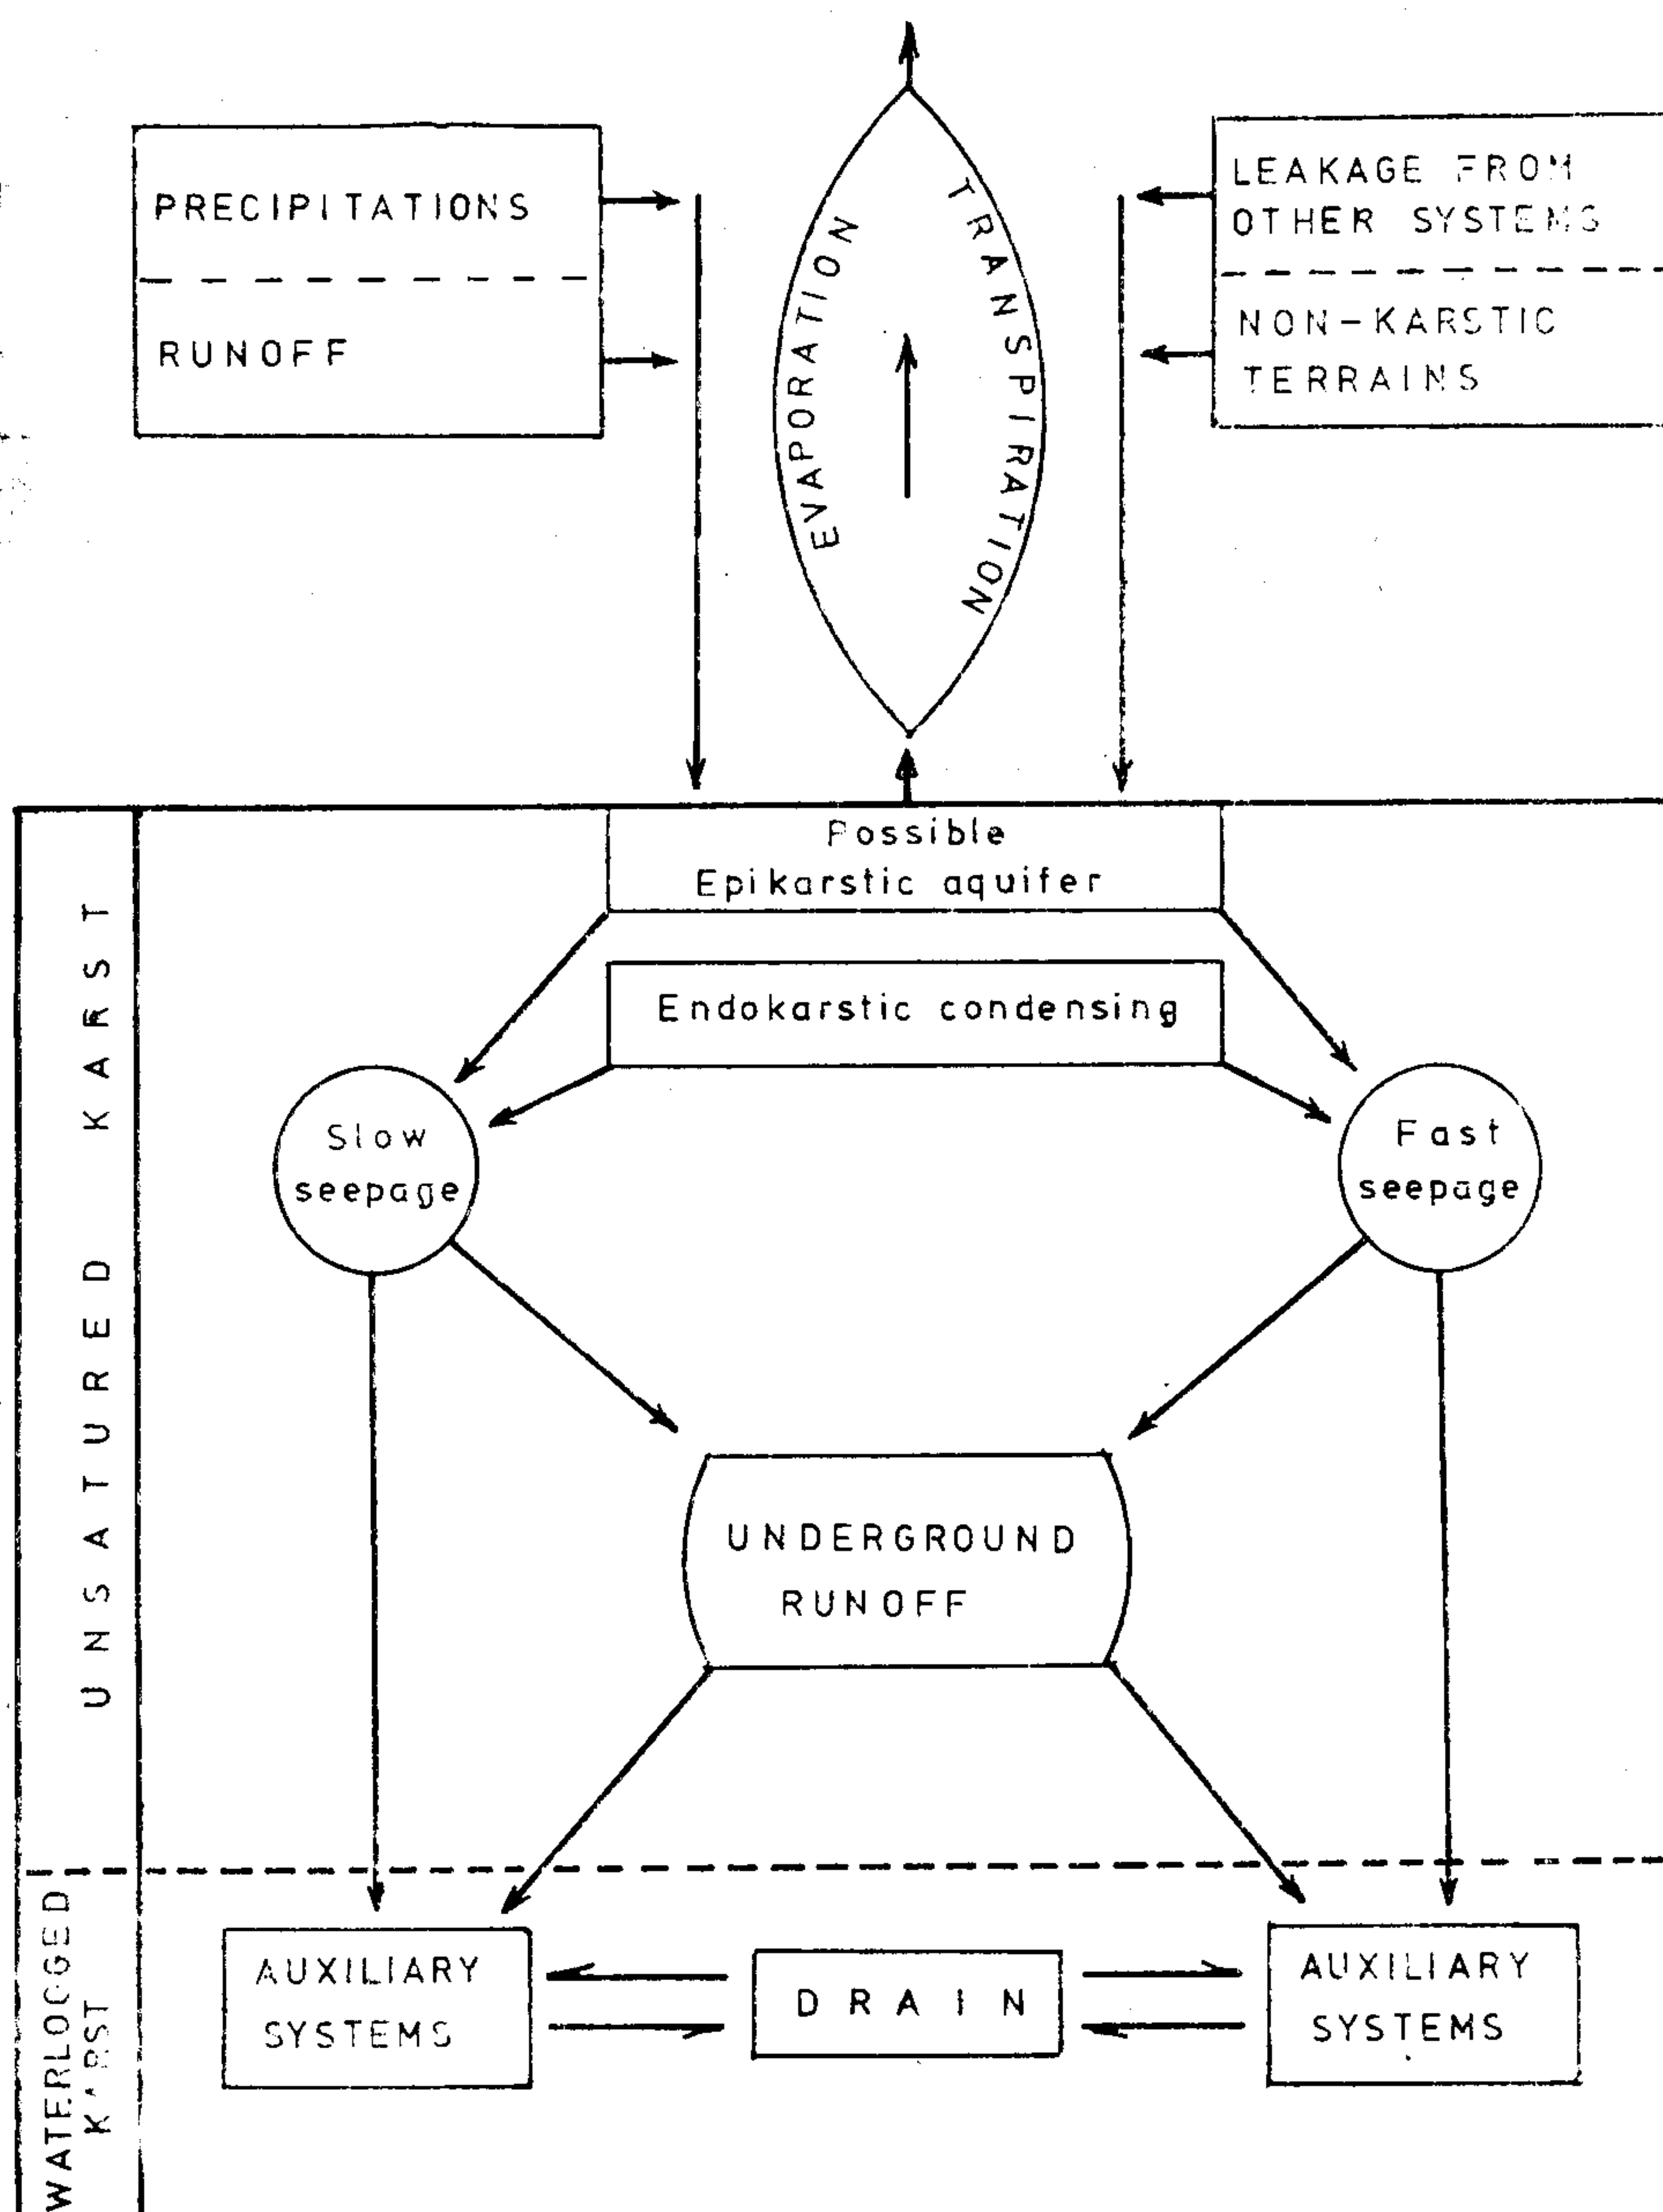 PRECIPITATIONS
RUNOFF
EVAPORATION
TRANSPIRATION
LEAKAGE FROM
OTHER SYSTEMS
NON-KARSTIC
TERRAINS
Possible
Epikarstic aquifer
Endokarstic condensing
Slow
seepage
Fast
seepage
UNDERGROUND
RUNOFF
UNSATURED KARST
WATERLOGGED
KARST
AUXILIARY
SYSTEMS
DRAIN
AUXILIARY
SYSTEMS